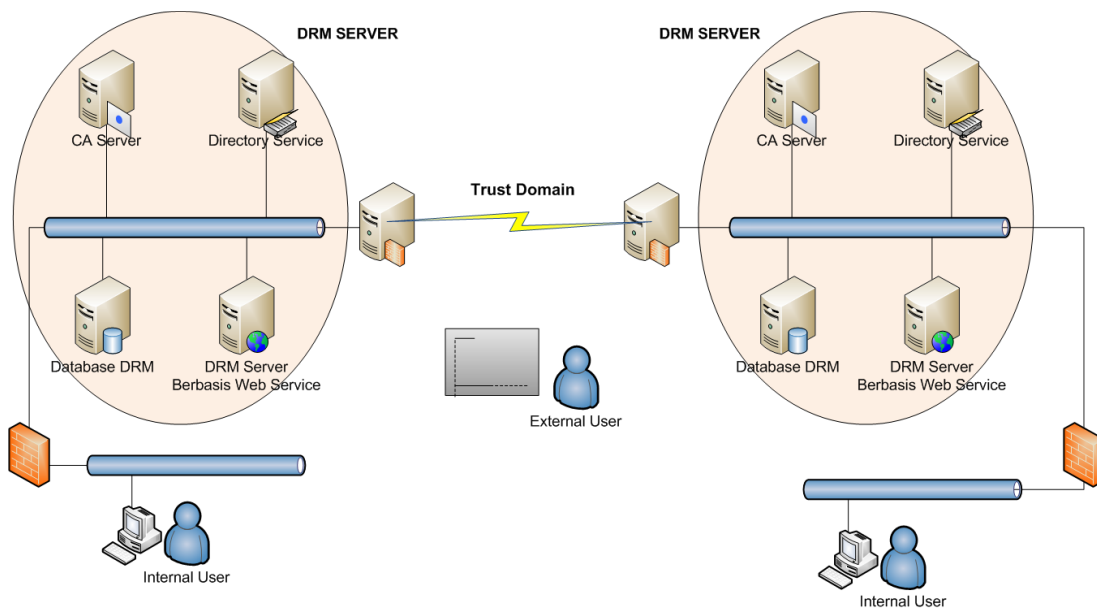 DRM SERVER
DRM SERVER
CA Server
Directory Service
CA Server
Directory Service
Trust Domain
Database DRM
DRM Server
Berbasis Web Service
Database DRM
DRM Server
Berbasis Web Service
External User
Internal User
Internal User